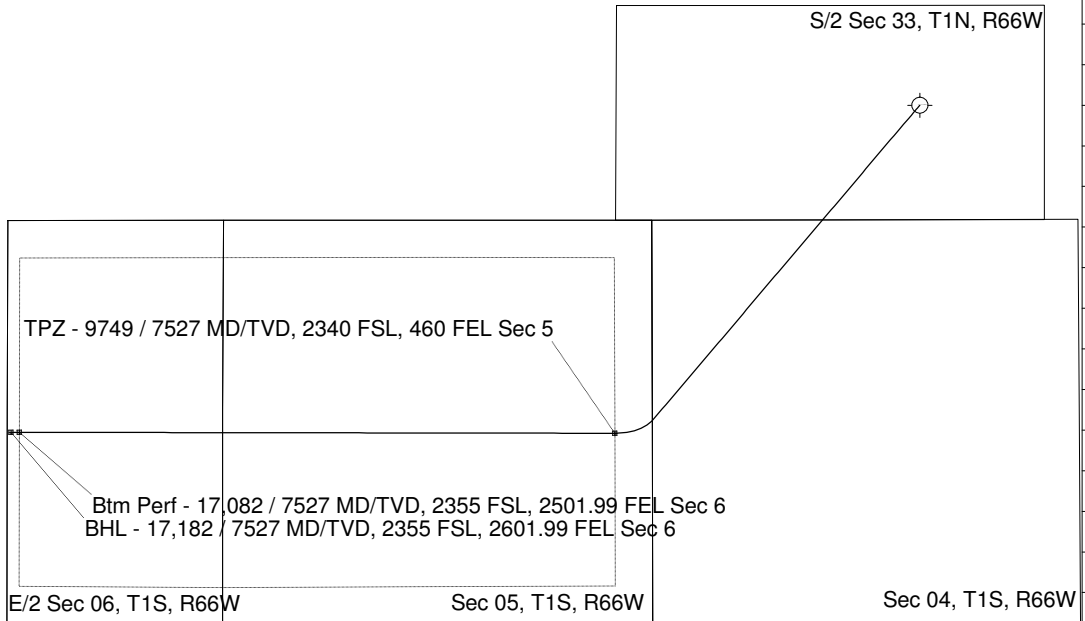 S/2 Sec 33, T1N, R66W
TPZ - 9749 / 7527 MD/TVD, 2340 FSL, 460 FEL Sec 5
Btm Perf - 17,082 / 7527 MD/TVD, 2355 FSL, 2501.99 FEL Sec 6
BHL - 17,182 / 7527 MD/TVD, 2355 FSL, 2601.99 FEL Sec 6
E/2 Sec 06, T1S, R66W
Sec 05, T1S, R66W
Sec 04, T1S, R66W